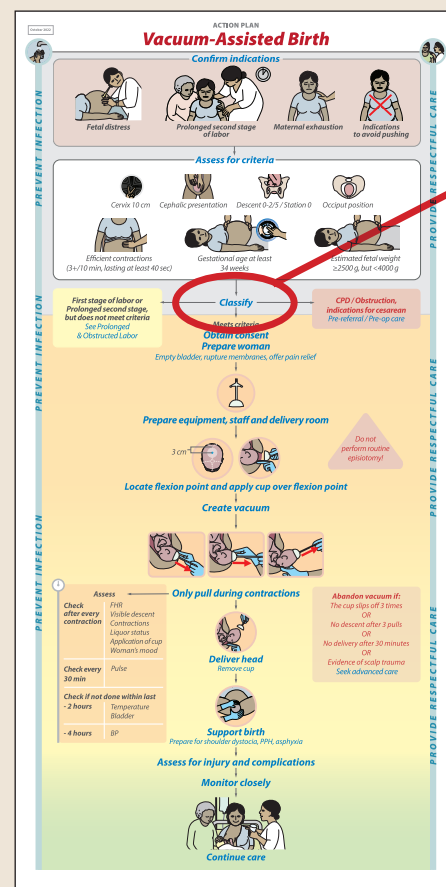 October 2022
ACTION PLAN
Vacuum-Assisted Birth
Confirm indications
Fetal distress
Prolonged second stage
of labor
Maternal exhaustion
Indications
to avoid pushing
Assess for criteria
Cervix 10 cm
Cephalic presentation
Descent 0-2/5 / Station 0
Occiput position
Efficient contractions
(3+/10 min, lasting at least 40 sec)
Gestational age at least
34 weeks
Estimated fetal weight
≥2500 g, but <4000 g
First stage of labor or
Prolonged second stage,
but does not meet criteria
See Prolonged
& Obstructed Labor
Classify
CPD / Obstruction,
indications for cesarean
Pre-referral / Pre-op care
Meets criteria
Obtain consent
Prepare woman
Empty bladder, rupture membranes, offer pain relief
Prepare equipment, staff and delivery room
3 cm
Do not
perform routine
episiotomy!
Locate flexion point and apply cup over flexion point
Create vacuum
Only pull during contractions
Assess
Check
after every
contraction
FHR
Visible descent
Contractions
Liquor status
Application of cup
Woman's mood
Check every
30 min
Pulse
Check if not done within last
- 2 hours
Temperature
Bladder
- 4 hours
BP
Abandon vacuum if:
The cup slips off 3 times
OR
No descent after 3 pulls
OR
No delivery after 30 minutes
OR
Evidence of scalp trauma
Seek advanced care
Deliver head
Remove cup
Support birth
Prepare for shoulder dystocia, PPH, asphyxia
Assess for injury and complications
Monitor closely
Continue care
PREVENT INFECTION
PREVENT INFECTION
PREVENT INFECTION
PROVIDE RESPECTFUL CARE
PROVIDE RESPECTFUL CARE
PROVIDE RESPECTFUL CARE